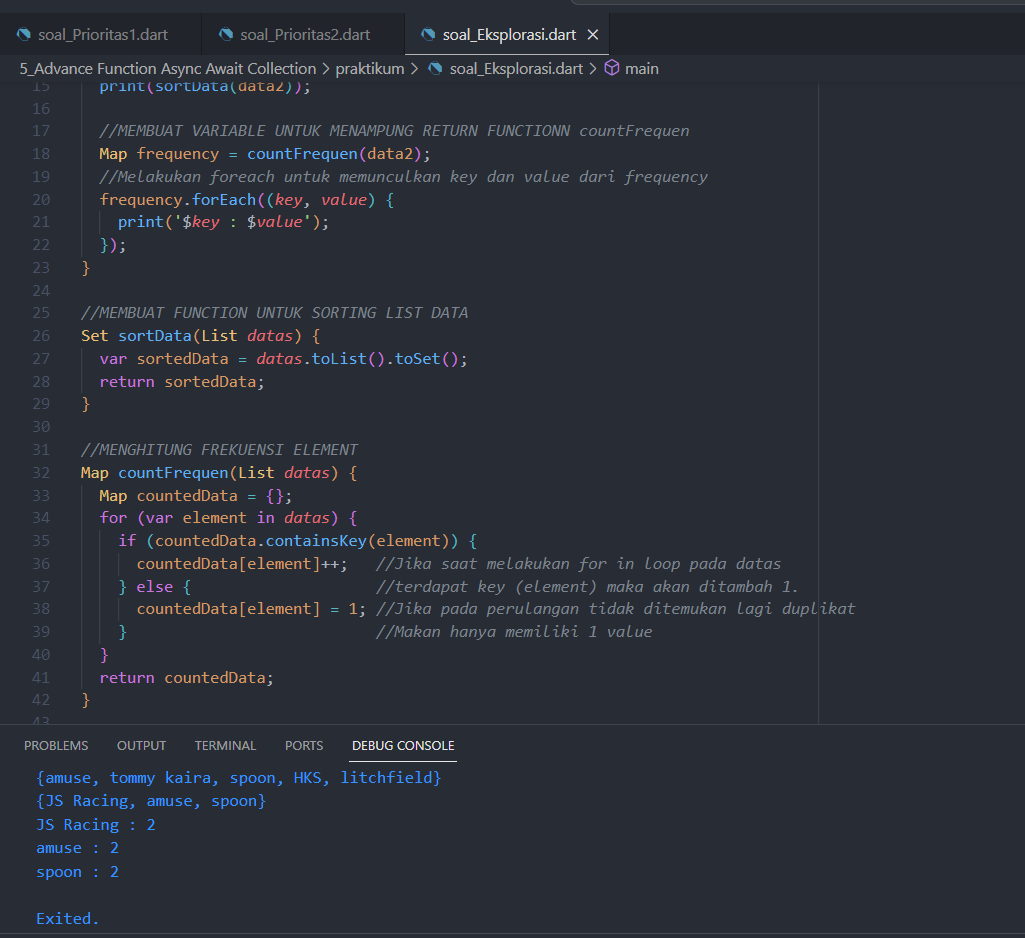 soal_Prioritas1.dart soal_Prioritas2.dart soal_Eksplorasi.dart ×
5_Advance Function Async Await Collection > praktikum > soal_Eksplorasi.dart > main
15 print(sortData(data2));
16
17 //MEMBUAT VARIABLE UNTUK MENAMPUNG RETURN FUNCTIONN countFrequen
18 Map frequency = countFrequen(data2);
19 //Melakukan foreach untuk memunculkan key dan value dari frequency
20 frequency.forEach((key, value) {
21 print('$key : $value');
22 });
23 }
24
25 //MEMBUAT FUNCTION UNTUK SORTING LIST DATA
26 Set sortData(List datas) {
27 var sortedData = datas.toList().toSet();
28 return sortedData;
29 }
30
31 //MENGHITUNG FREKUENSI ELEMENT
32 Map countFrequen(List datas) {
33 Map countedData = {};
34 for (var element in datas) {
35 if (countedData.containsKey(element)) {
36 countedData[element]++; //Jika saat melakukan for in loop pada datas
37 } else { //terdapat key (element) maka akan ditambah 1.
38 countedData[element] = 1; //Jika pada perulangan tidak ditemukan lagi duplikat
39 } //Makan hanya memiliki 1 value
40 }
41 return countedData;
42 }
43
PROBLEMS OUTPUT TERMINAL PORTS DEBUG CONSOLE
{amuse, tommy kaira, spoon, HKS, litchfield}
{JS Racing, amuse, spoon}
JS Racing : 2
amuse : 2
spoon : 2
Exited.